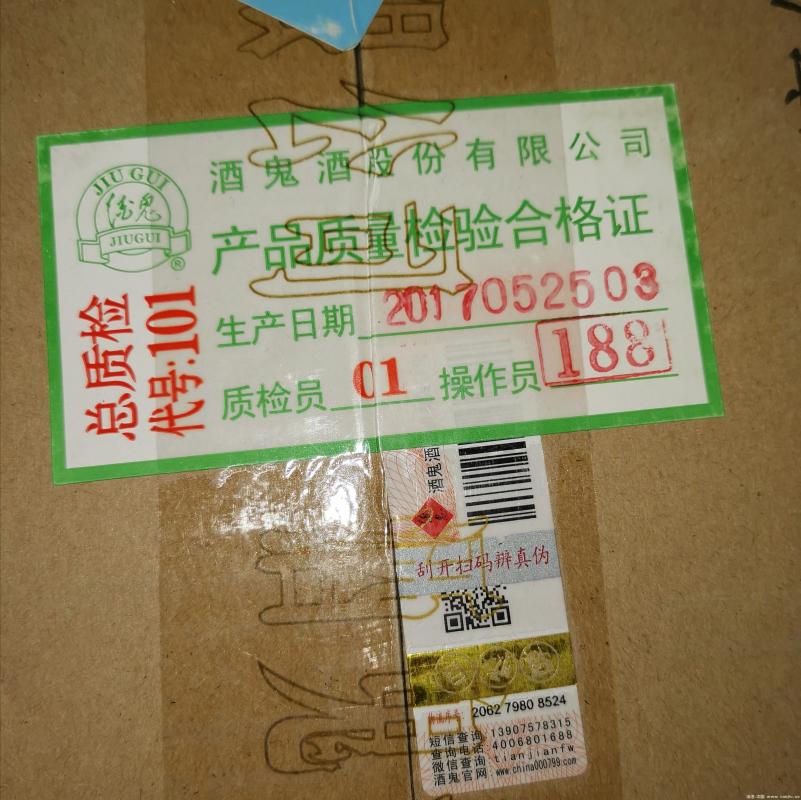 酒鬼酒股份有限公司
JIU GUI
酒鬼
JIUGUI
®
产品质量检验合格证
总质检
代号:101
生产日期 2017052503
质检员 01 操作员 188
酒鬼酒
刮开扫码辨真伪
2062 7980 8524
短信查询:13907578315
查询电话:4006801688
微信查询:tianjianfw
酒鬼官网:www.china000799.com